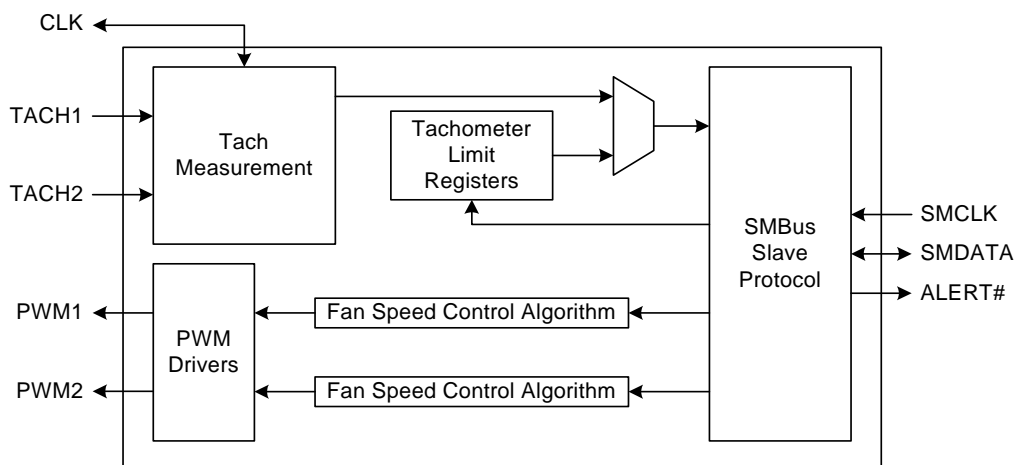 CLK
TACH1
TACH2
Tach
Measurement
Tachometer
Limit
Registers
SMBus
Slave
Protocol
SMCLK
SMDATA
ALERT#
PWM1
PWM2
PWM
Drivers
Fan Speed Control Algorithm
Fan Speed Control Algorithm